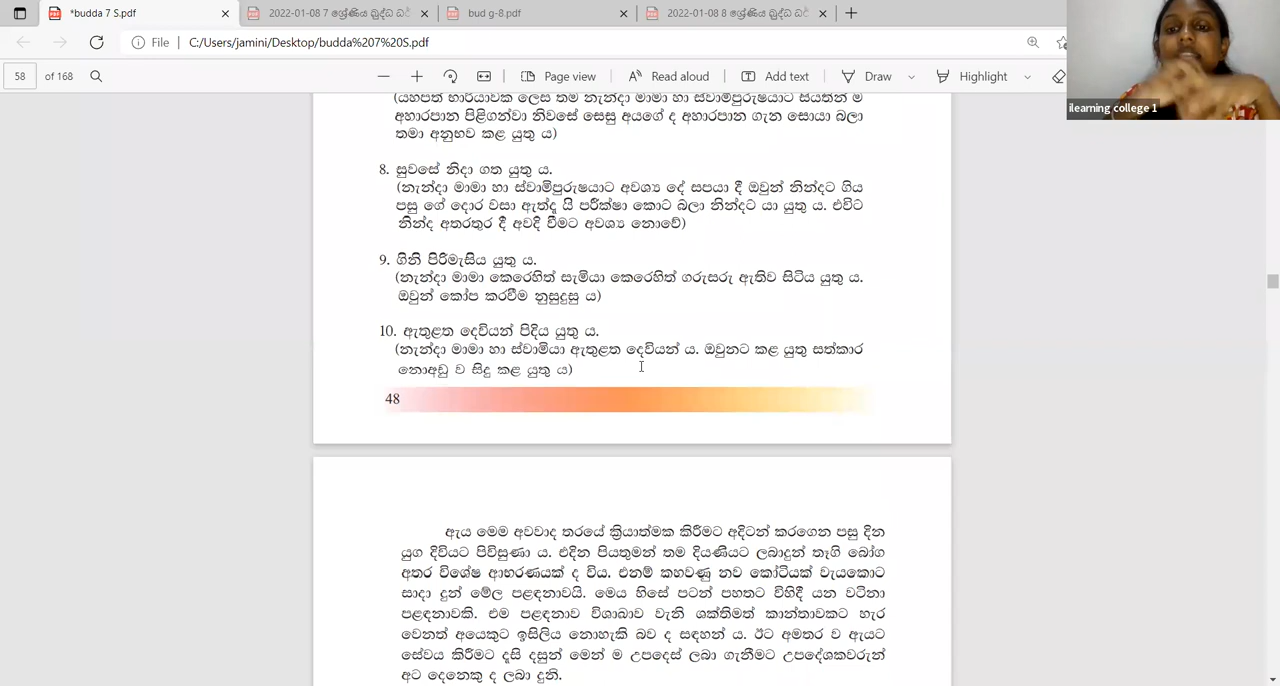 *budda 7 S.pdf
2022-01-08 7 ශ්‍රේණිය බුද්ධ ධර්
bud g-8.pdf
2022-01-08 8 ශ්‍රේණිය බුද්ධ ධර්
File
C:/Users/jamini/Desktop/budda%207%20S.pdf
58 of 168
Page view
Read aloud
Add text
Draw
Highlight
ilearning college 1
(යහපත් භාර්යාවක ලෙස තම නැන්දා මාමා හා ස්වාමිපුරුෂයාට සියතින් ම
අහාරපාන පිළිගන්වා නිවසේ සෙසු අයගේ ද අහාරපාන ගැන සොයා බලා
තමා අනුභව කළ යුතු ය)
8. සුවසේ නිදා ගත යුතු ය.
(නැන්දා මාමා හා ස්වාමිපුරුෂයාට අවශ්‍ය දේ සපයා දී ඔවුන් නින්දට ගිය
පසු ගේ දොර වසා ඇත්දැ යි පරීක්ෂා කොට බලා නින්දට යා යුතු ය. එවිට
නින්ද අතරතුර දී අවදි වීමට අවශ්‍ය නොවේ)
9. ගිනි පිරිමැසිය යුතු ය.
(නැන්දා මාමා කෙරෙහිත් සැමියා කෙරෙහිත් ගරුසරු ඇතිව සිටිය යුතු ය.
ඔවුන් කෝප කරවීම නුසුදුසු ය)
10. ඇතුළත දෙවියන් පිදිය යුතු ය.
(නැන්දා මාමා හා ස්වාමියා ඇතුළත දෙවියන් ය. ඔවුනට කළ යුතු සත්කාර
නොඅඩු ව සිදු කළ යුතු ය)
48
ඇය මෙම අවවාද තරයේ ක්‍රියාත්මක කිරීමට අදිටන් කරගෙන පසු දින
යුග දිවියට පිවිසුණා ය. එදින පියතුමන් තම දියණියට ලබාදුන් තෑගි බෝග
අතර විශේෂ ආභරණයක් ද විය. එනම් කහවණු නව කෝටියක් වැයකොට
සාදා දුන් මේල පළඳනාවයි. මෙය හිසේ පටන් පහතට විහිදී යන වටිනා
පළඳනාවකි. එම පළඳනාව විශාඛාව වැනි ශක්තිමත් කාන්තාවකට හැර
වෙනත් අයෙකුට ඉසිලිය නොහැකි බව ද සඳහන් ය. ඊට අමතර ව ඇයට
සේවය කිරීමට දැසි දසුන් මෙන් ම උපදෙස් ලබා ගැනීමට උපදේශකවරුන්
අට දෙනෙකු ද ලබා දුනි.